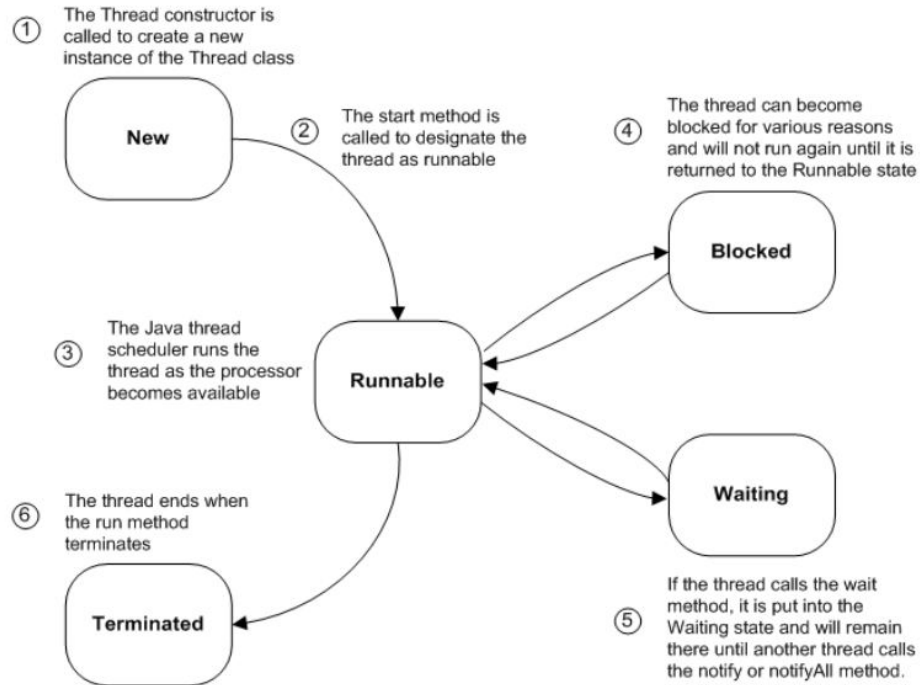 1
The Thread constructor is
called to create a new
instance of the Thread class
New
2
The start method is
called to designate the
thread as runnable
4
The thread can become
blocked for various reasons
and will not run again until it is
returned to the Runnable state
Blocked
3
The Java thread
scheduler runs the
thread as the processor
becomes available
Runnable
Waiting
6
The thread ends when
the run method
terminates
Terminated
5
If the thread calls the wait
method, it is put into the
Waiting state and will remain
there until another thread calls
the notify or notifyAll method.